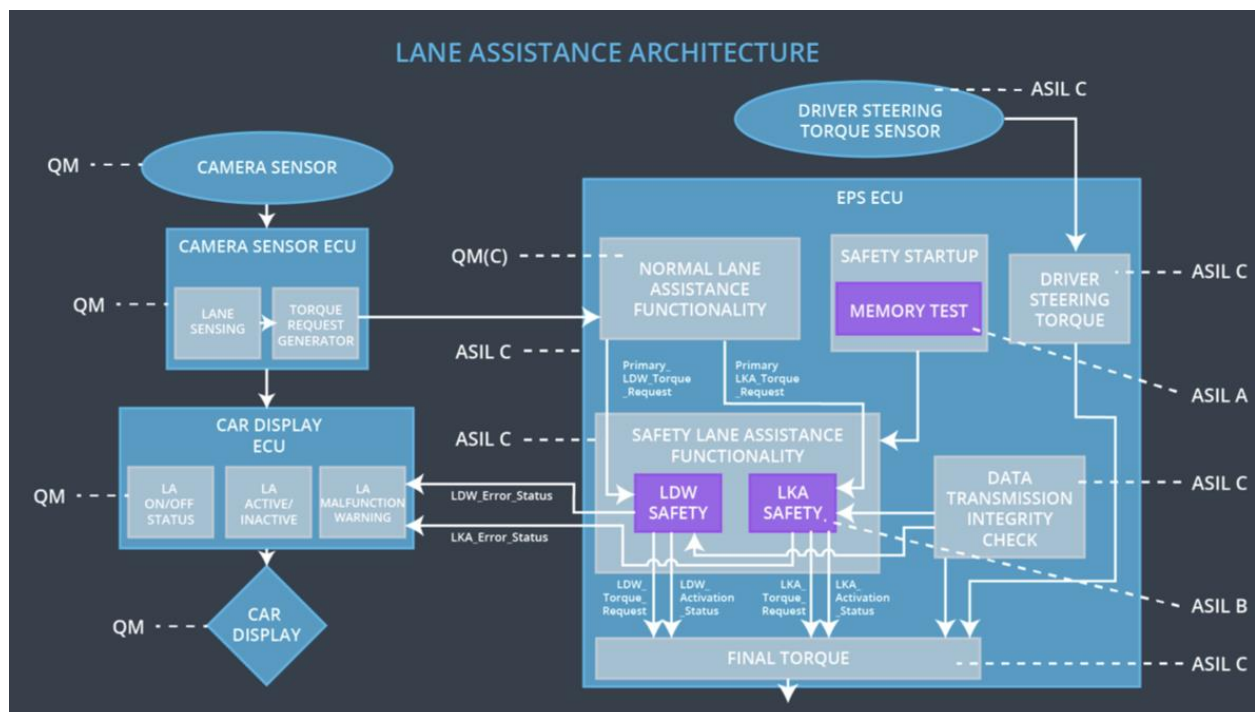 LANE ASSISTANCE ARCHITECTURE
ASIL C
DRIVER STEERING
TORQUE SENSOR
QM
CAMERA SENSOR
EPS ECU
CAMERA SENSOR ECU
QM
LANE
SENSING
TORQUE
REQUEST
GENERATOR
QM(C)
NORMAL LANE
ASSISTANCE
FUNCTIONALITY
SAFETY STARTUP
MEMORY TEST
DRIVER
STEERING
TORQUE
ASIL C
ASIL C
Primary_
LDW_Torque
_Request
Primary
LKA_Torque
_Request
ASIL A
CAR DISPLAY
ECU
QM
LA
ON/OFF
STATUS
LA
ACTIVE/
INACTIVE
LA
MALFUNCTION
WARNING
LDW_Error_Status
LKA_Error_Status
ASIL C
SAFETY LANE ASSISTANCE
FUNCTIONALITY
LDW
SAFETY
LKA
SAFETY
DATA
TRANSMISSION
INTEGRITY
CHECK
ASIL C
LDW_
Torque_
Request
LDW_
Activation
_Status
LKA_
Torque_
Request
LKA_
Activation
_Status
ASIL B
QM
CAR
DISPLAY
FINAL TORQUE
ASIL C